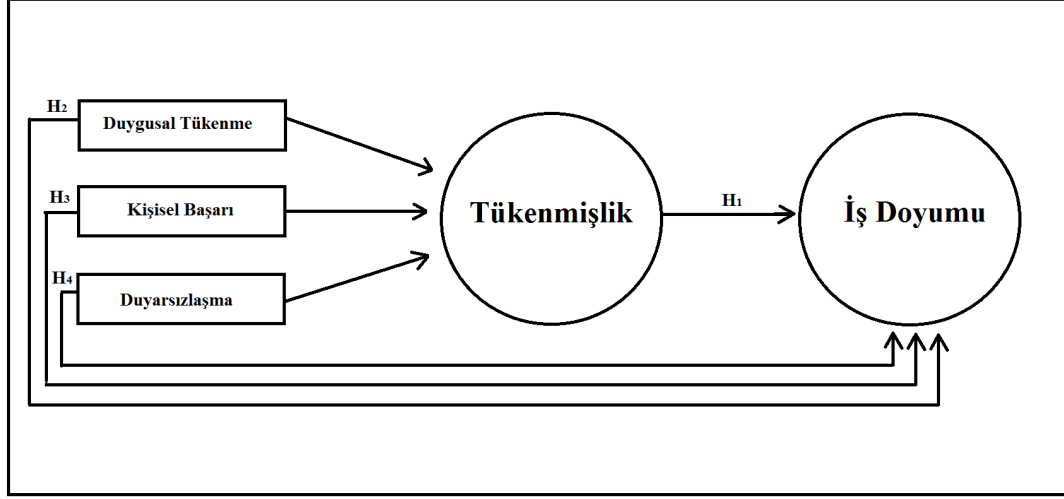 H2
Duygusal Tükenme
H3
Kişisel Başarı
H4
Duyarsızlaşma
Tükenmişlik
H1
İş Doyumu